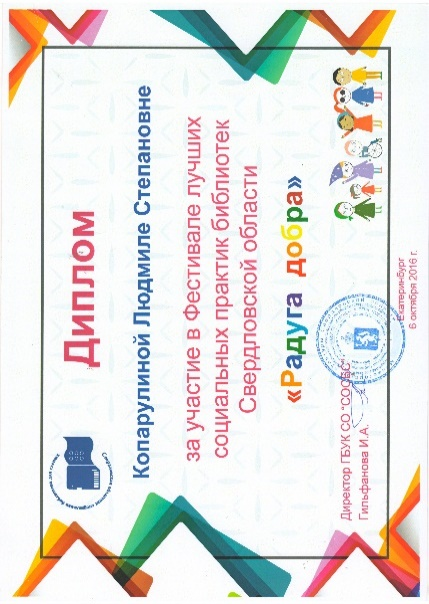 Диплом
Копарулиной Людмиле Степановне
за участие в Фестивале лучших
социальных практик библиотек
Свердловской области
«Радуга добра»
Директор ГБУК СО "СОСБС"
Гильфанова И.А.
Екатеринбург
6 октября 2016 г.